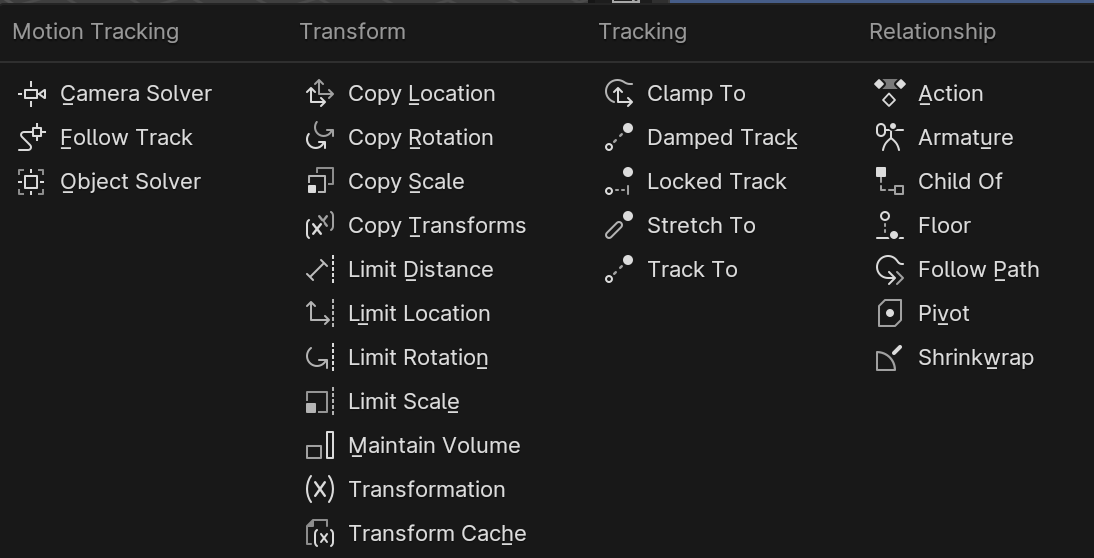 Motion Tracking
Camera Solver
Follow Track
Object Solver
Transform
Copy Location
Copy Rotation
Copy Scale
Copy Transforms
Limit Distance
Limit Location
Limit Rotation
Limit Scale
Maintain Volume
Transformation
Transform Cache
Tracking
Clamp To
Damped Track
Locked Track
Stretch To
Track To
Relationship
Action
Armature
Child Of
Floor
Follow Path
Pivot
Shrinkwrap